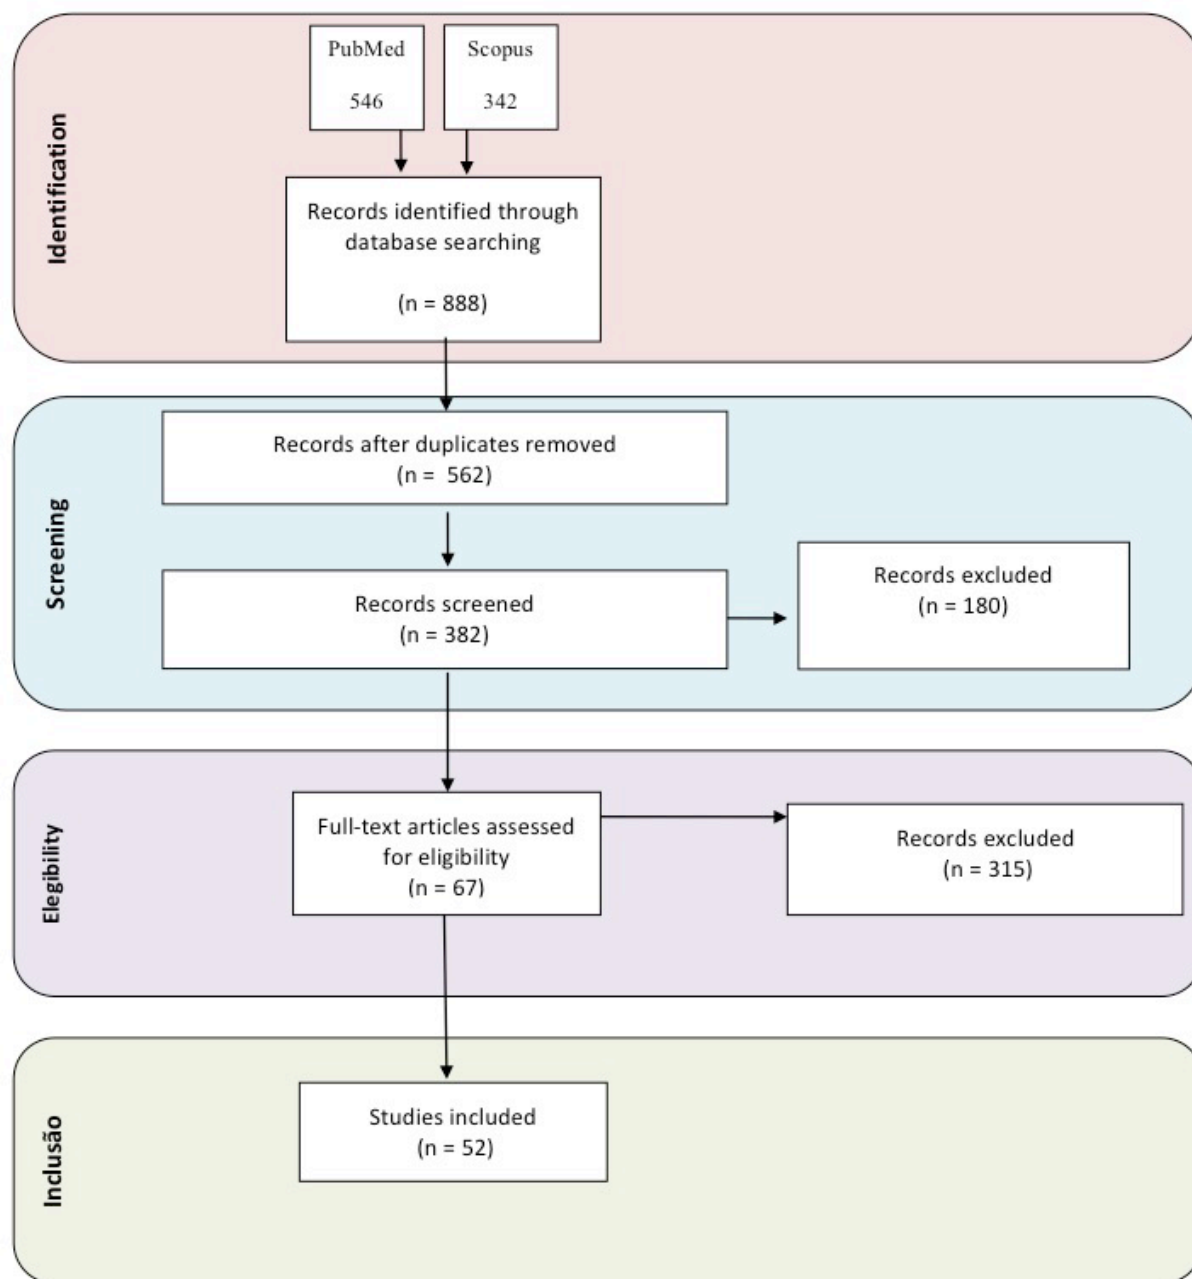 Identification
PubMed
546
Scopus
342
Records identified through
database searching
(n = 888)
Screening
Records after duplicates removed
(n = 562)
Records screened
(n = 382)
Records excluded
(n = 180)
Elegibility
Full-text articles assessed
for eligibility
(n = 67)
Records excluded
(n = 315)
Inclusão
Studies included
(n = 52)